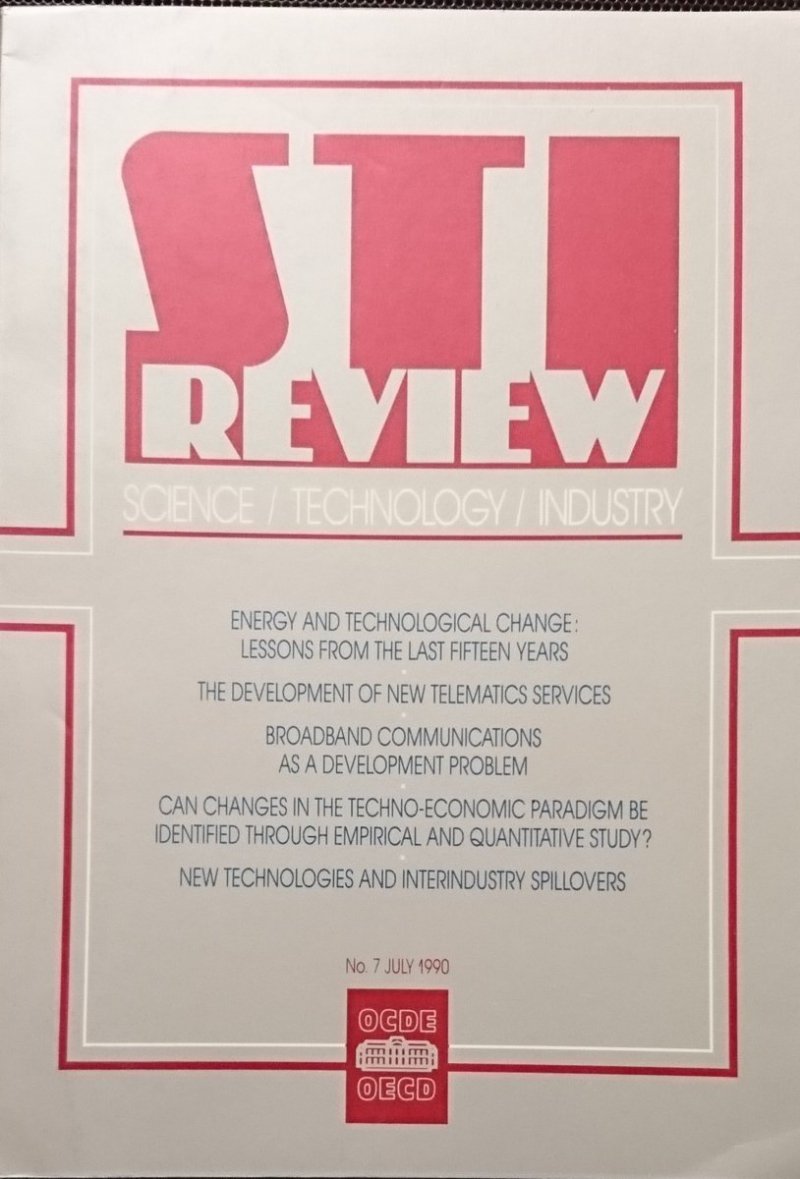 STI
REVIEW
SCIENCE / TECHNOLOGY / INDUSTRY
ENERGY AND TECHNOLOGICAL CHANGE:
LESSONS FROM THE LAST FIFTEEN YEARS
THE DEVELOPMENT OF NEW TELEMATICS SERVICES
BROADBAND COMMUNICATIONS
AS A DEVELOPMENT PROBLEM
CAN CHANGES IN THE TECHNO-ECONOMIC PARADIGM BE
IDENTIFIED THROUGH EMPIRICAL AND QUANTITATIVE STUDY?
NEW TECHNOLOGIES AND INTERINDUSTRY SPILLOVERS
No. 7 JULY 1990
OCDE
OECD